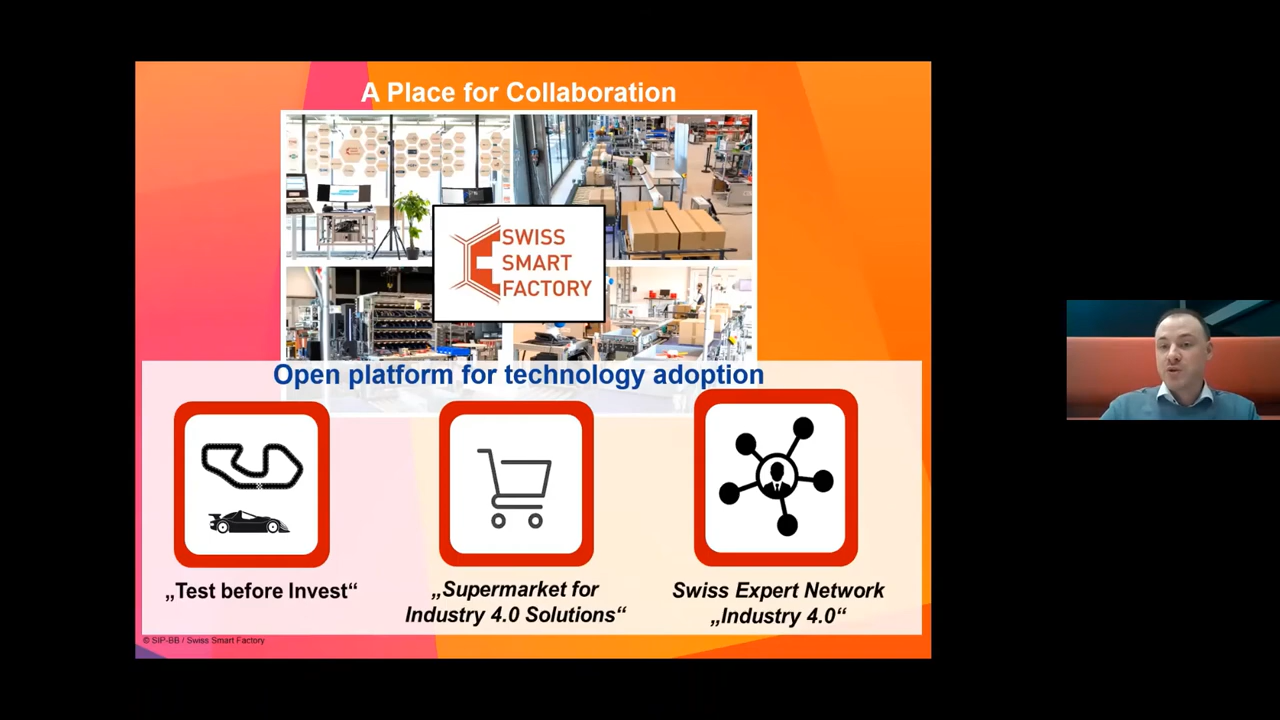 A Place for Collaboration
SWISS
SMART
FACTORY
Open platform for technology adoption
„Test before Invest“
„Supermarket for
Industry 4.0 Solutions“
Swiss Expert Network
„Industry 4.0“
© SIP-BB / Swiss Smart Factory